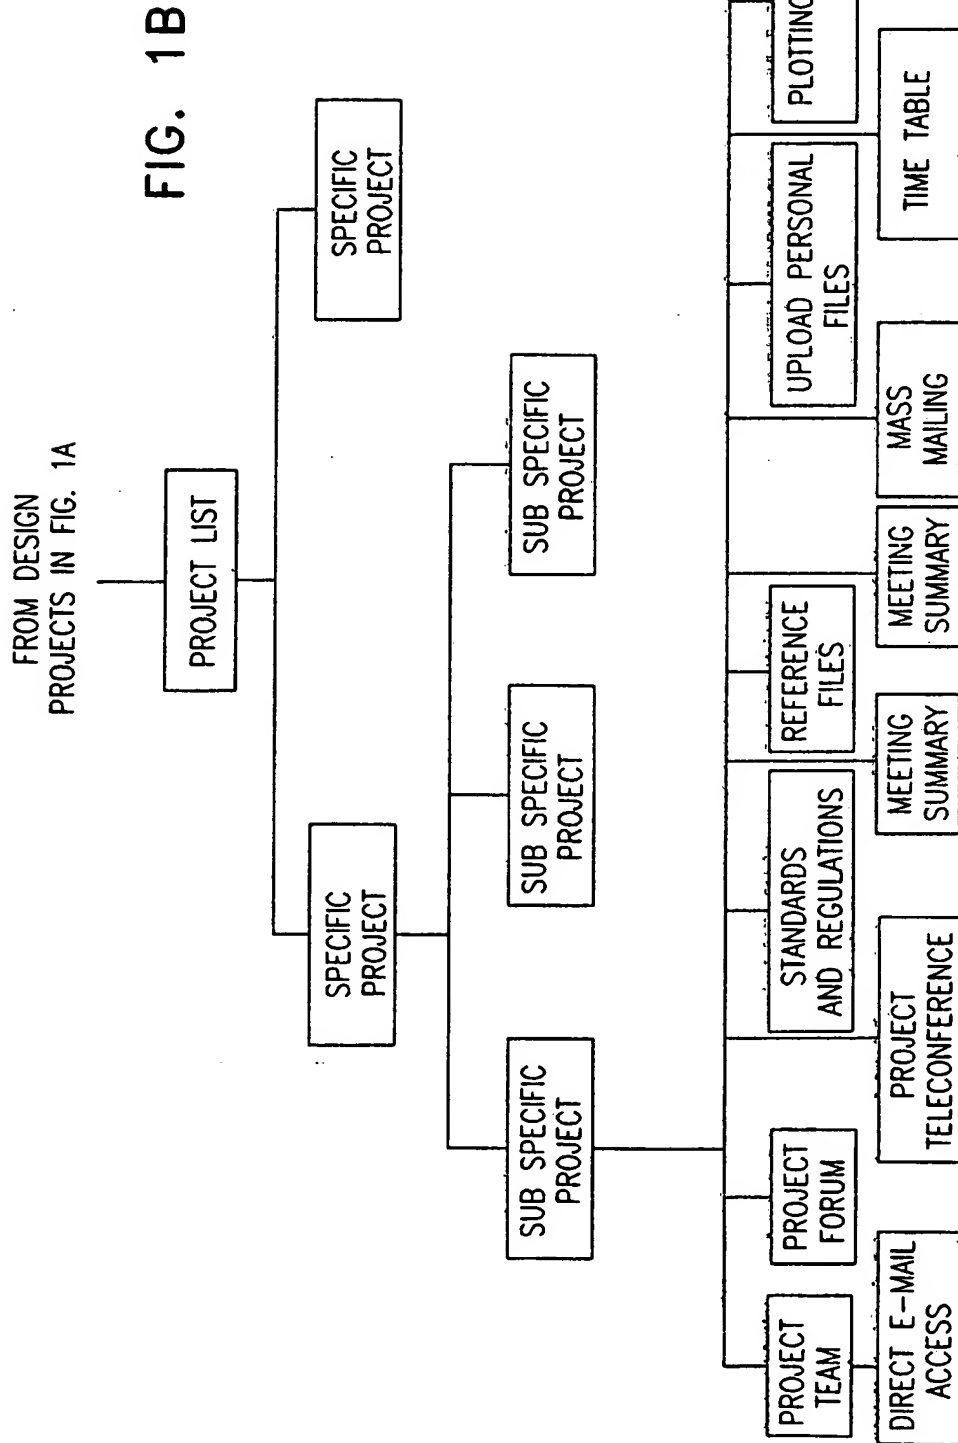 FIG. 1B
FROM DESIGN
PROJECTS IN FIG. 1A
PROJECT LIST
SPECIFIC
PROJECT
SPECIFIC
PROJECT
SUB SPECIFIC
PROJECT
SUB SPECIFIC
PROJECT
SUB SPECIFIC
PROJECT
PROJECT
TEAM
PROJECT
FORUM
STANDARDS
AND REGULATIONS
REFERENCE
FILES
UPLOAD PERSONAL
FILES
PLOTTING
DIRECT E-MAIL
ACCESS
PROJECT
TELECONFERENCE
MEETING
SUMMARY
MEETING
SUMMARY
MASS
MAILING
TIME TABLE